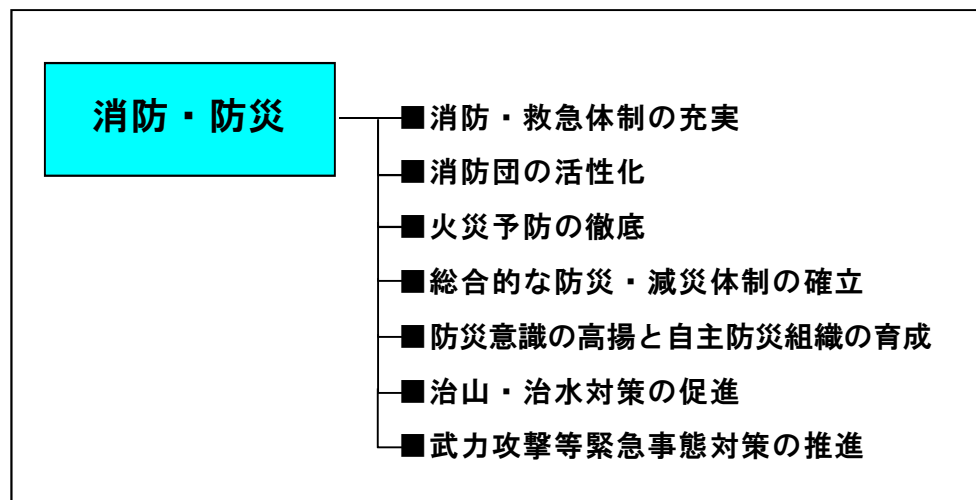 消防・防災
■消防・救急体制の充実
■消防団の活性化
■火災予防の徹底
■総合的な防災・減災体制の確立
■防災意識の高揚と自主防災組織の育成
■治山・治水対策の促進
■武力攻撃等緊急事態対策の推進